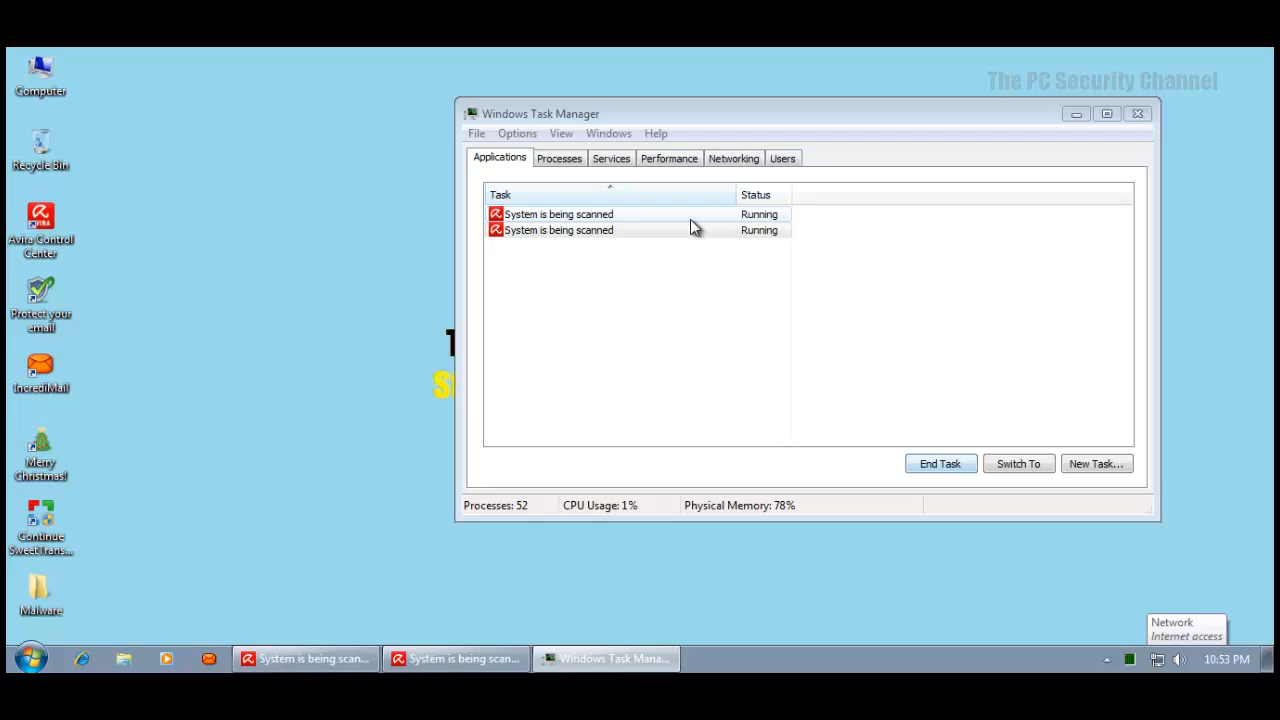 The PC Security Channel
Computer
Recycle Bin
Avira Control
Center
Protect your
email
IncrediMail
Merry
Christmas!
Continue
SweetTrans...
Malware
Windows Task Manager
File Options View Windows Help
Applications Processes Services Performance Networking Users
Task Status
System is being scanned Running
System is being scanned Running
End Task Switch To New Task...
Processes: 52 CPU Usage: 1% Physical Memory: 78%
Network
Internet access
System is being scan... System is being scan... Windows Task Mana... 10:53 PM